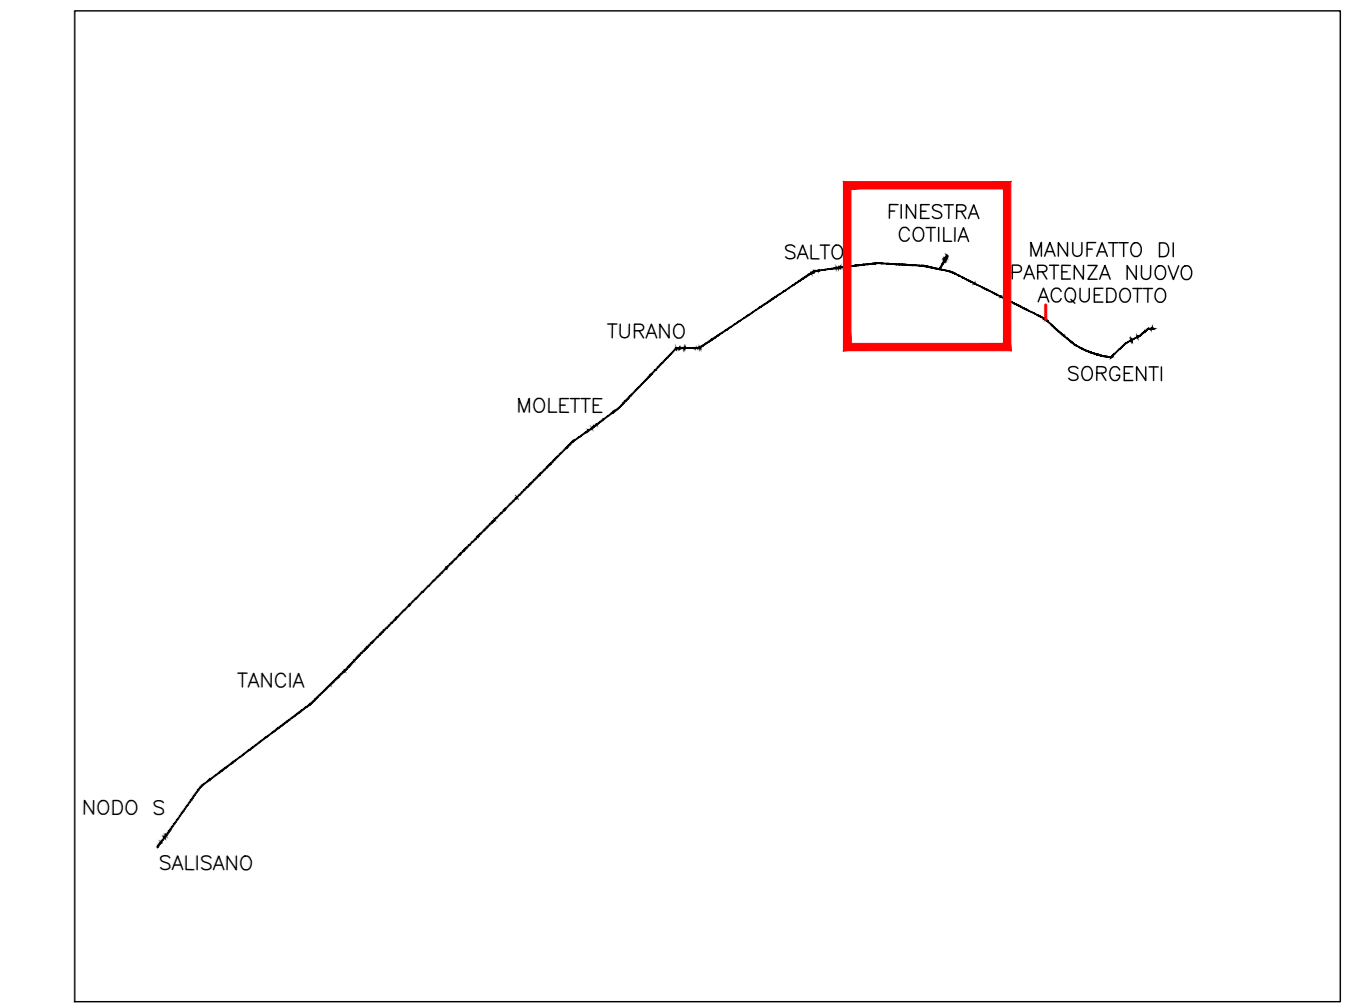 FINESTRA
COTILIA
SALTO
MANUFATTO DI
PARTENZA NUOVO
ACQUEDOTTO
TURANO
SORGENTI
MOLETTE
TANCIA
NODO S
SALISANO